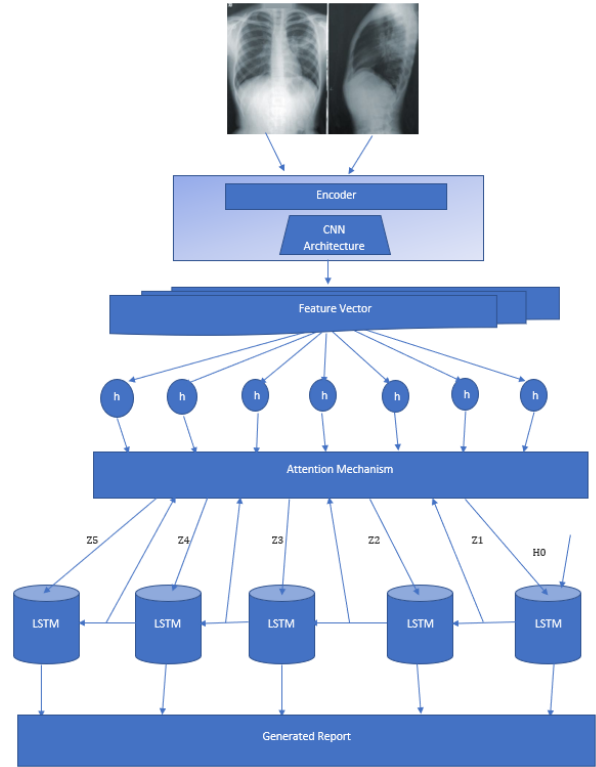 Encoder
CNN
Architecture
Feature Vector
h h h h h h h
Attention Mechanism
Z5 Z4 Z3 Z2 Z1
H0
LSTM LSTM LSTM LSTM LSTM
Generated Report